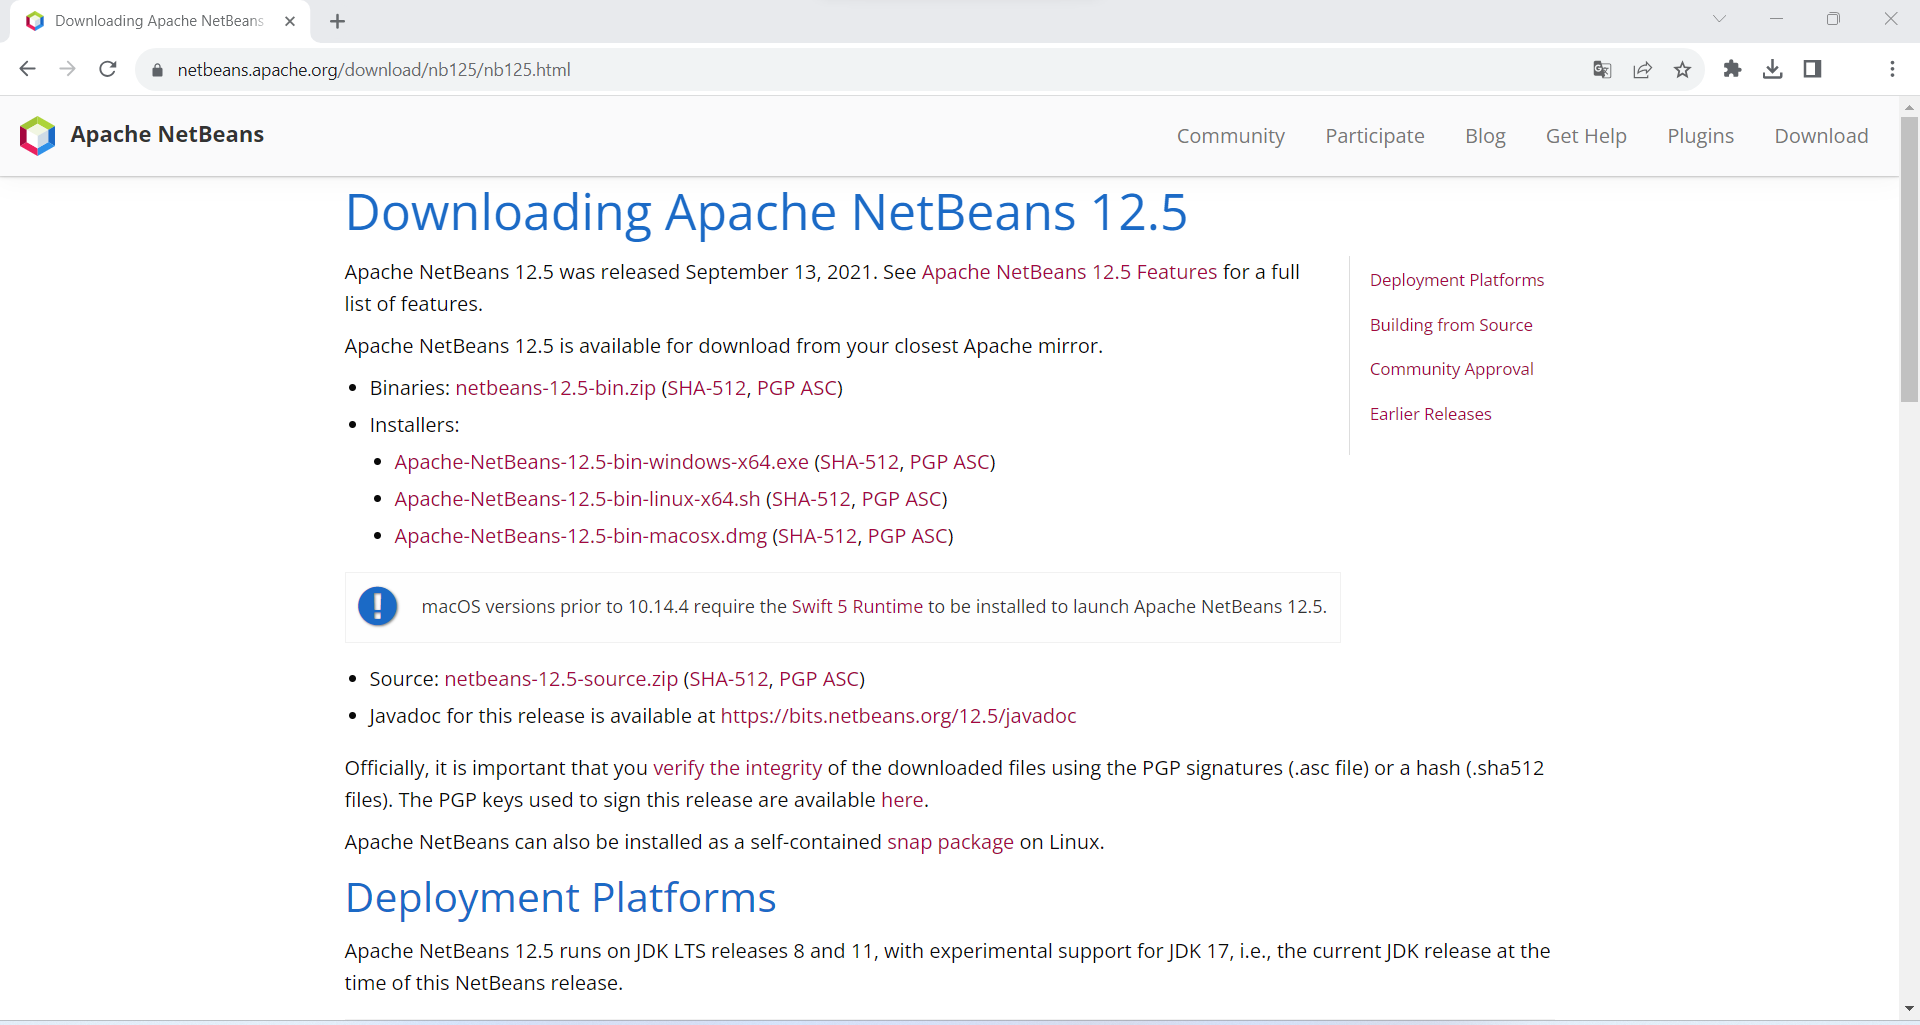 Downloading Apache NetBeans
netbeans.apache.org/download/nb125/nb125.html
Apache NetBeans
Community Participate Blog Get Help Plugins Download
Downloading Apache NetBeans 12.5
Apache NetBeans 12.5 was released September 13, 2021. See Apache NetBeans 12.5 Features for a full
list of features.
Apache NetBeans 12.5 is available for download from your closest Apache mirror.
• Binaries: netbeans-12.5-bin.zip (SHA-512, PGP ASC)
• Installers:
• Apache-NetBeans-12.5-bin-windows-x64.exe (SHA-512, PGP ASC)
• Apache-NetBeans-12.5-bin-linux-x64.sh (SHA-512, PGP ASC)
• Apache-NetBeans-12.5-bin-macosx.dmg (SHA-512, PGP ASC)
Deployment Platforms
Building from Source
Community Approval
Earlier Releases
macOS versions prior to 10.14.4 require the Swift 5 Runtime to be installed to launch Apache NetBeans 12.5.
• Source: netbeans-12.5-source.zip (SHA-512, PGP ASC)
• Javadoc for this release is available at https://bits.netbeans.org/12.5/javadoc
Officially, it is important that you verify the integrity of the downloaded files using the PGP signatures (.asc file) or a hash (.sha512
files). The PGP keys used to sign this release are available here.
Apache NetBeans can also be installed as a self-contained snap package on Linux.
Deployment Platforms
Apache NetBeans 12.5 runs on JDK LTS releases 8 and 11, with experimental support for JDK 17, i.e., the current JDK release at the
time of this NetBeans release.